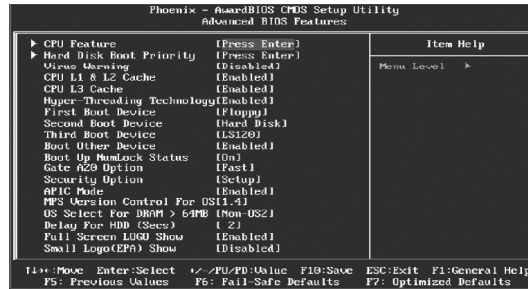 Phoenix - AwardBIOS CMOS Setup Utility
Advanced BIOS Features
CPU Feature [Press Enter]
Hard Disk Boot Priority [Press Enter]
Virus Warning [Disabled]
CPU L1 & L2 Cache [Enabled]
CPU L3 Cache [Enabled]
Hyper-Threading Technology[Enabled]
First Boot Device [Floppy]
Second Boot Device [Hard Disk]
Third Boot Device [LS120]
Boot Other Device [Enabled]
Boot Up NumLock Status [On]
Gate A20 Option [Fast]
Security Option [Setup]
APIC Mode [Enabled]
MPS Version Control For OS[1.4]
OS Select For DRAM > 64MB [Non-OS2]
Delay For HDD (Secs) [ 2]
Full Screen LOGO Show [Enabled]
Small Logo(EPA) Show [Disabled]
Item Help
Menu Level
↑↓→←:Move Enter:Select +/-/PU/PD:Value F10:Save ESC:Exit F1:General Help
F5: Previous Values F6: Fail-Safe Defaults F7: Optimized Defaults